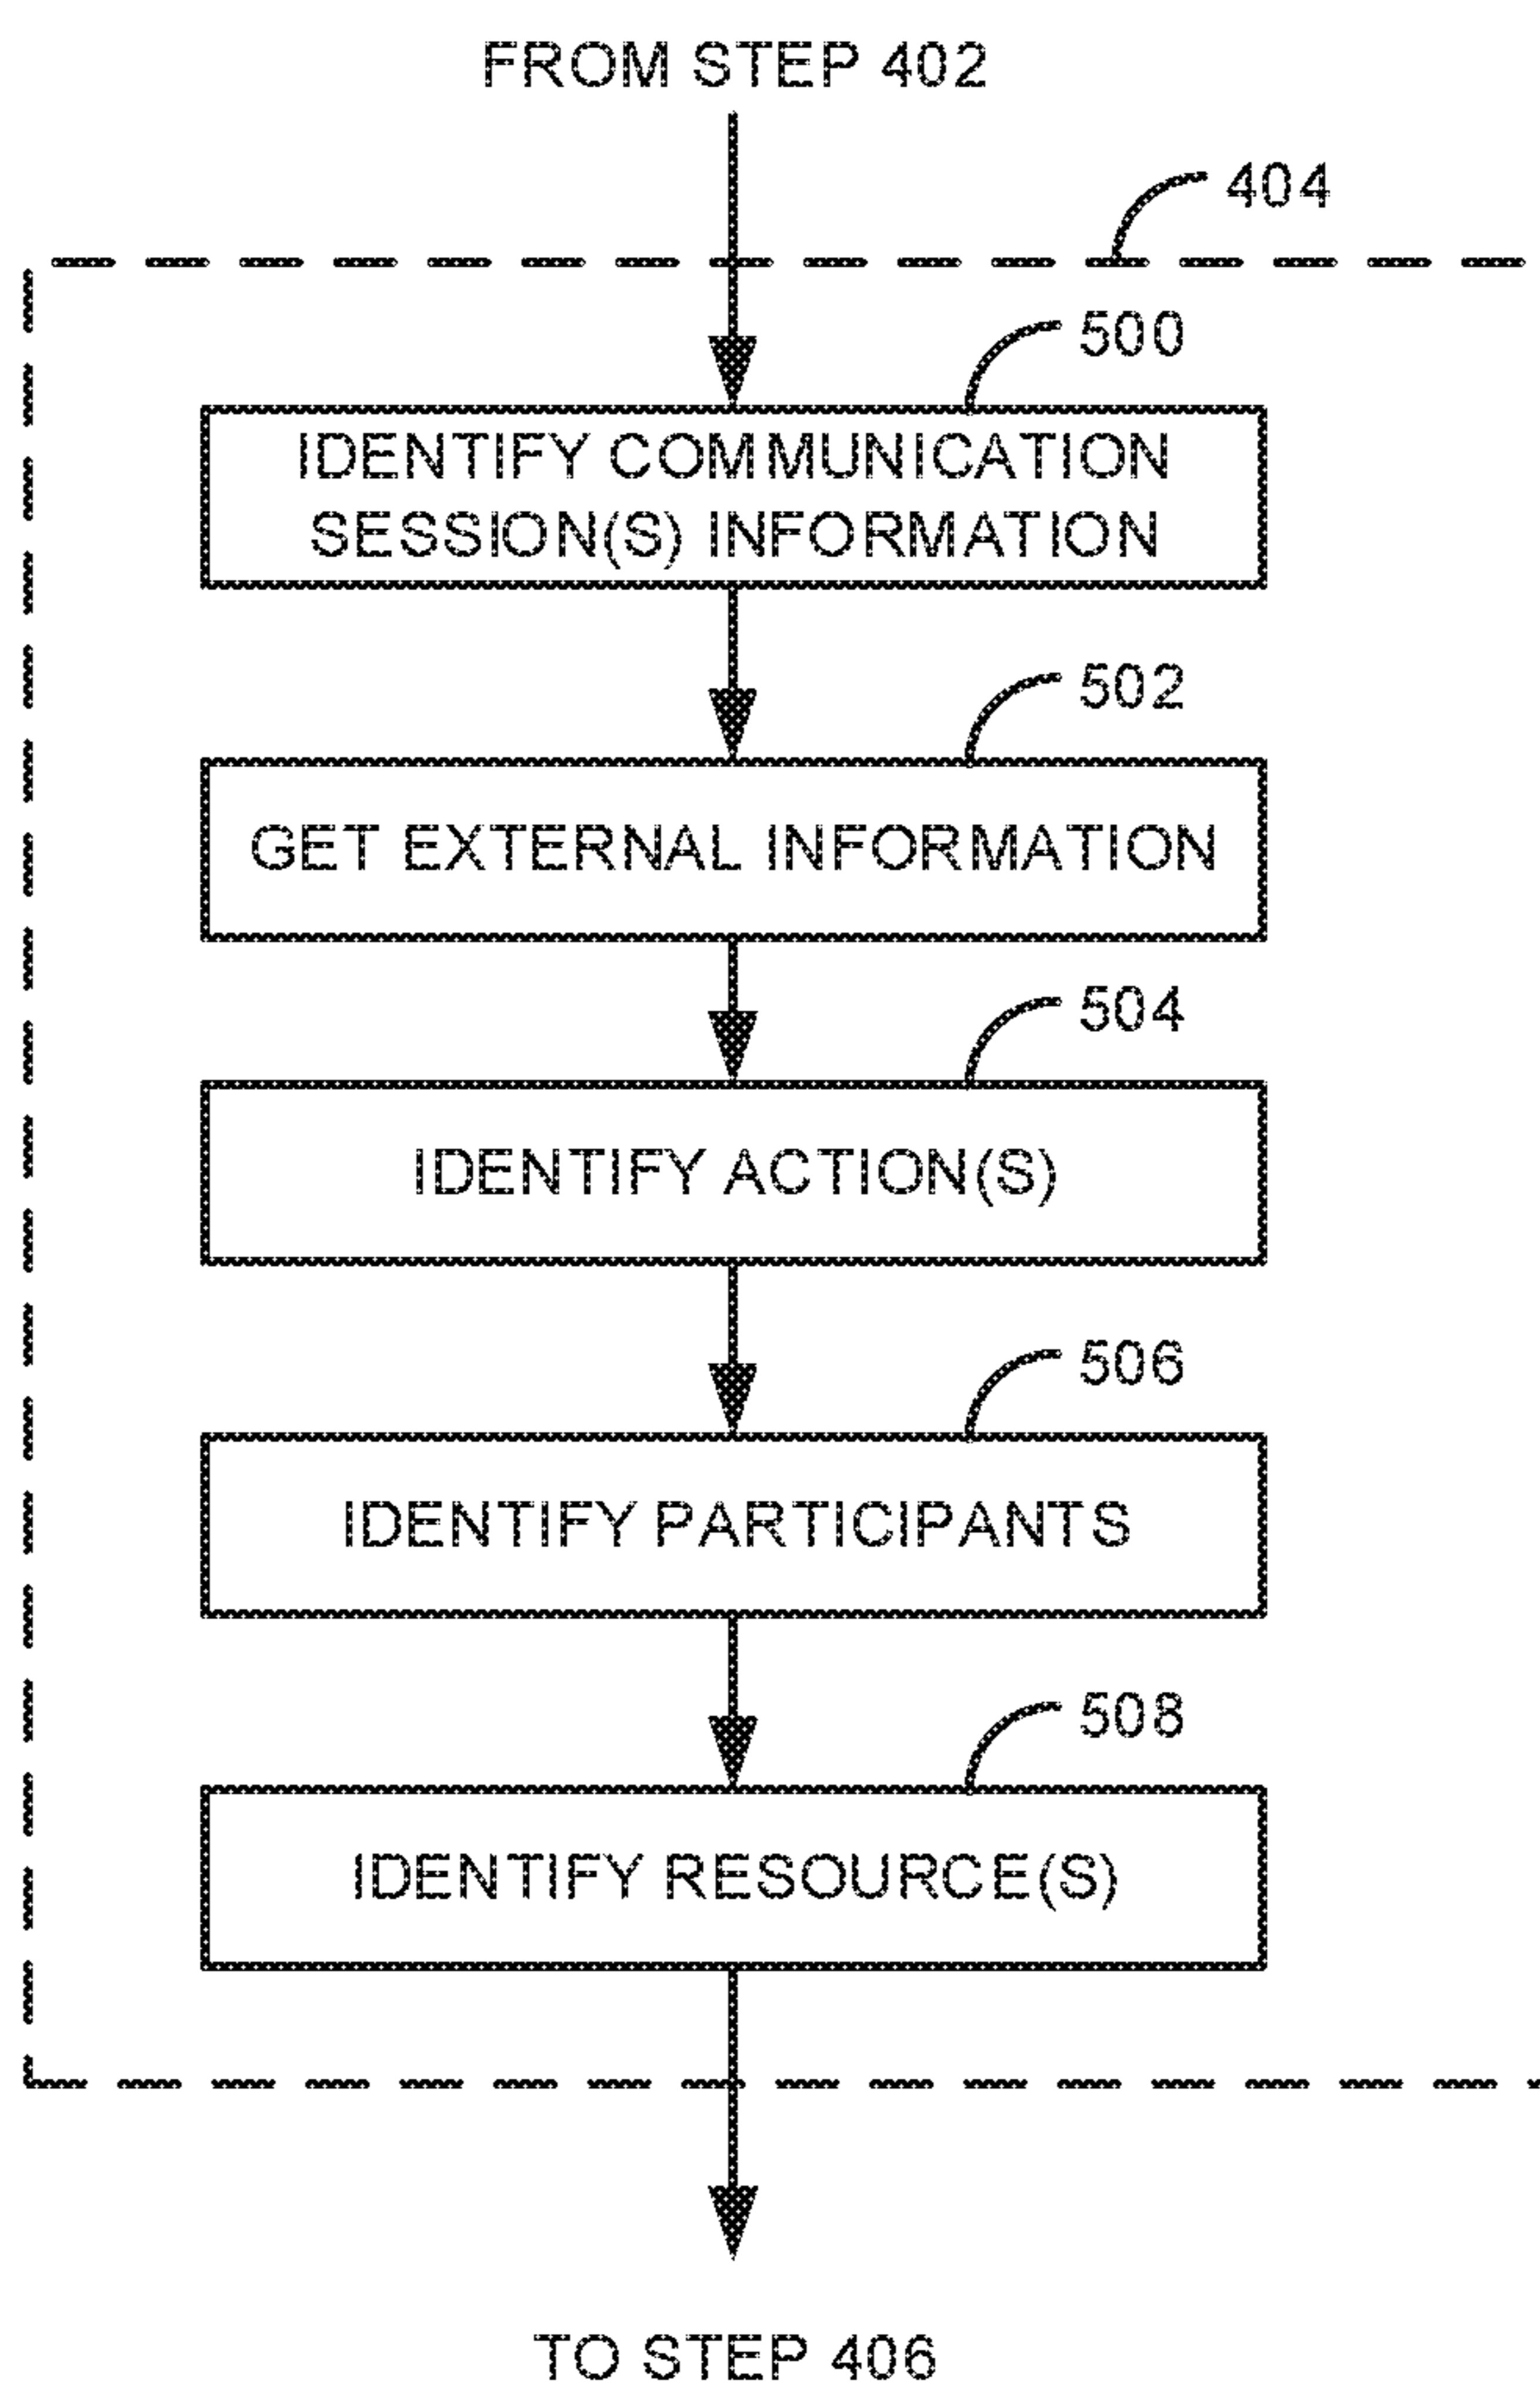 FROM STEP 402
404
500
IDENTIFY COMMUNICATION
SESSION(S) INFORMATION
502
GET EXTERNAL INFORMATION
504
IDENTIFY ACTION(S)
506
IDENTIFY PARTICIPANTS
508
IDENTIFY RESOURCE(S)
TO STEP 406